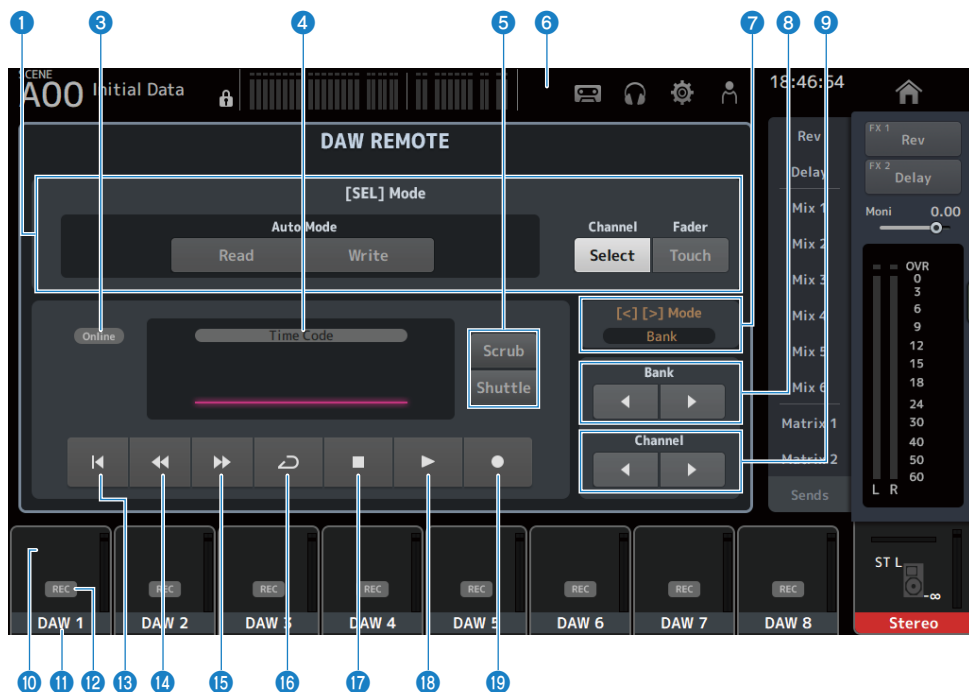 1 3 4 5 6 7 8 9
SCENE
A00 Initial Data
18:46:54
DAW REMOTE
[SEL] Mode
Auto Mode
Read Write
Channel Fader
Select Touch
Online
Time Code
Scrub
Shuttle
[<] [>] Mode
Bank
Bank
Channel
Rev
Delay
Mix 1
Mix 2
Mix 3
Mix 4
Mix 5
Mix 6
Matrix 1
Matrix 2
Sends
FX 1
Rev
FX 2
Delay
Moni 0.00
OVR
0
3
6
9
12
15
18
24
30
40
50
60
L R
REC REC REC REC REC REC REC REC
DAW 1 DAW 2 DAW 3 DAW 4 DAW 5 DAW 6 DAW 7 DAW 8
ST L
-∞
Stereo
10 11 12 13 14 15 16 17 18 19